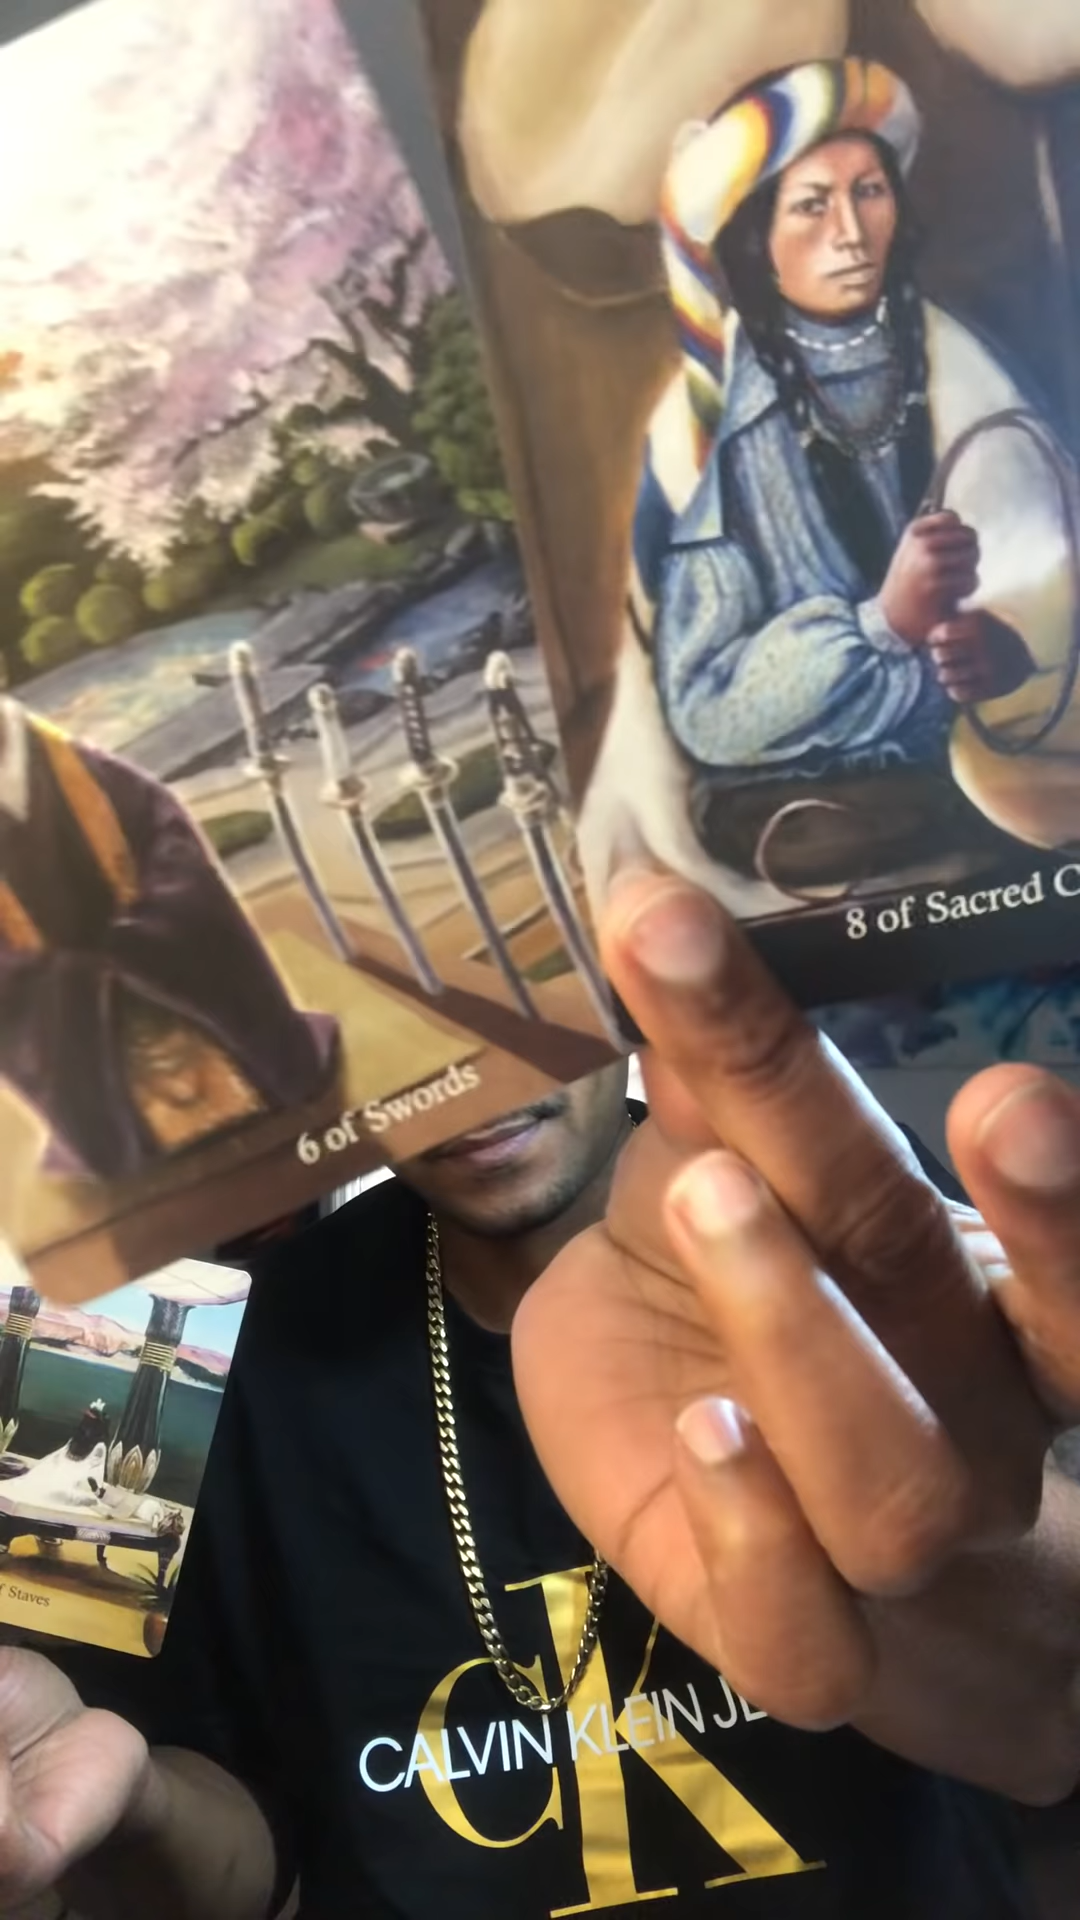 8 of Sacred C
6 of Swords
f Staves
CK
CALVIN KLEIN JE